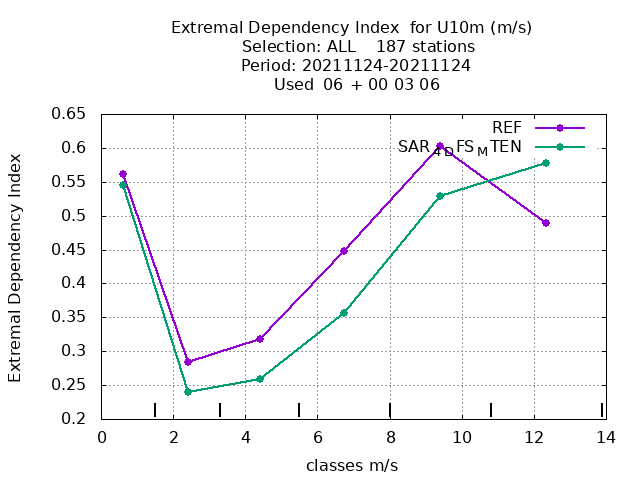 Extremal Dependency Index  for U10m (m/s)
Selection: ALL    187 stations
Period: 20211124-20211124
Used  06 + 00 03 06
Extremal Dependency Index
0.65
0.6
0.55
0.5
0.45
0.4
0.35
0.3
0.25
0.2
REF
SAR4DFSMTEN
0 2 4 6 8 10 12 14
classes m/s